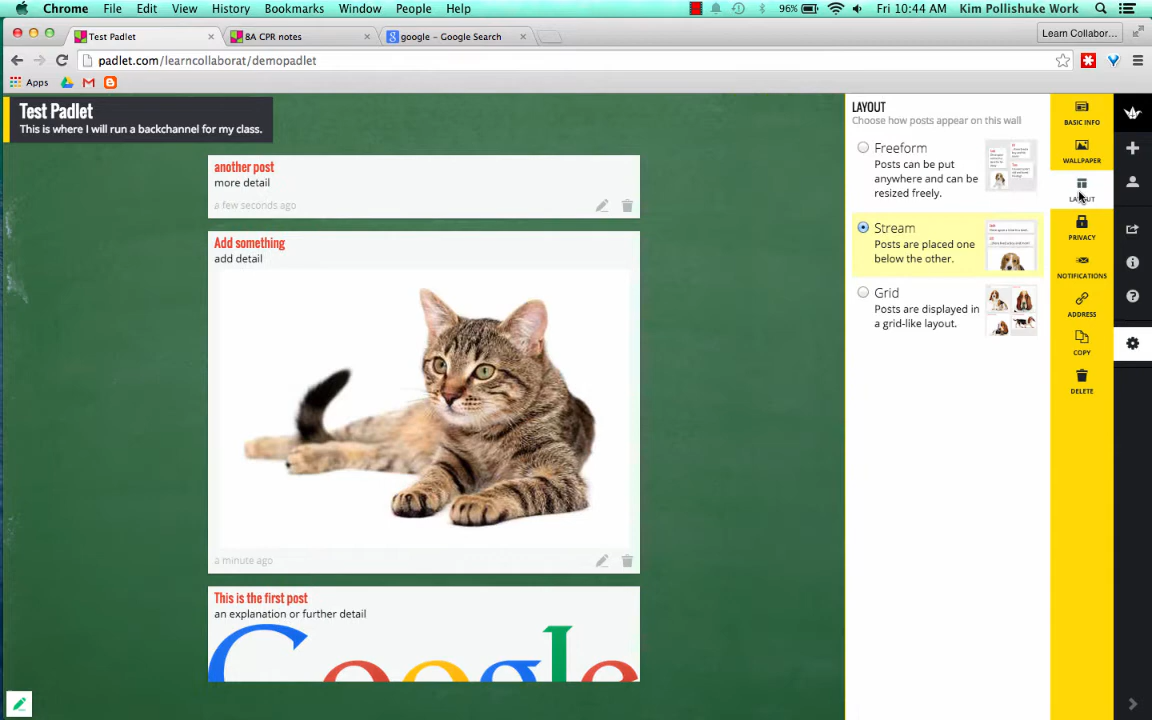 Chrome File Edit View History Bookmarks Window People Help 96% Fri 10:44 AM Kim Pollishuke Work
Test Padlet 8A CPR notes google - Google Search Learn Collabor...
padlet.com/learncollaborat/demopadlet
Apps
Test Padlet
This is where I will run a backchannel for my class.
another post
more detail
a few seconds ago
Add something
add detail
a minute ago
This is the first post
an explanation or further detail
Google
LAYOUT
Choose how posts appear on this wall
Freeform
Posts can be put
anywhere and can be
resized freely.
Stream
Posts are placed one
below the other.
Grid
Posts are displayed in
a grid-like layout.
BASIC INFO
WALLPAPER
LAYOUT
PRIVACY
NOTIFICATIONS
ADDRESS
COPY
DELETE